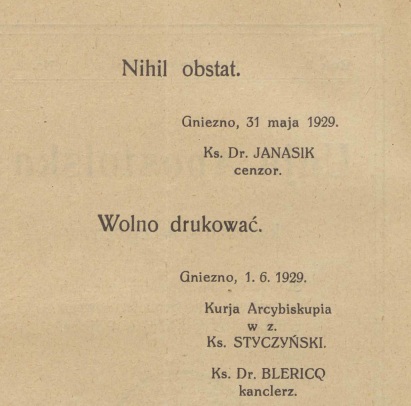 Nihil obstat.
Gniezno, 31 maja 1929.
Ks. Dr. JANASIK
cenzor.
Wolno drukować.
Gniezno, 1. 6. 1929.
Kurja Arcybiskupia
w z.
Ks. STYCZYŃSKI.
Ks. Dr. BLERICQ
kanclerz.